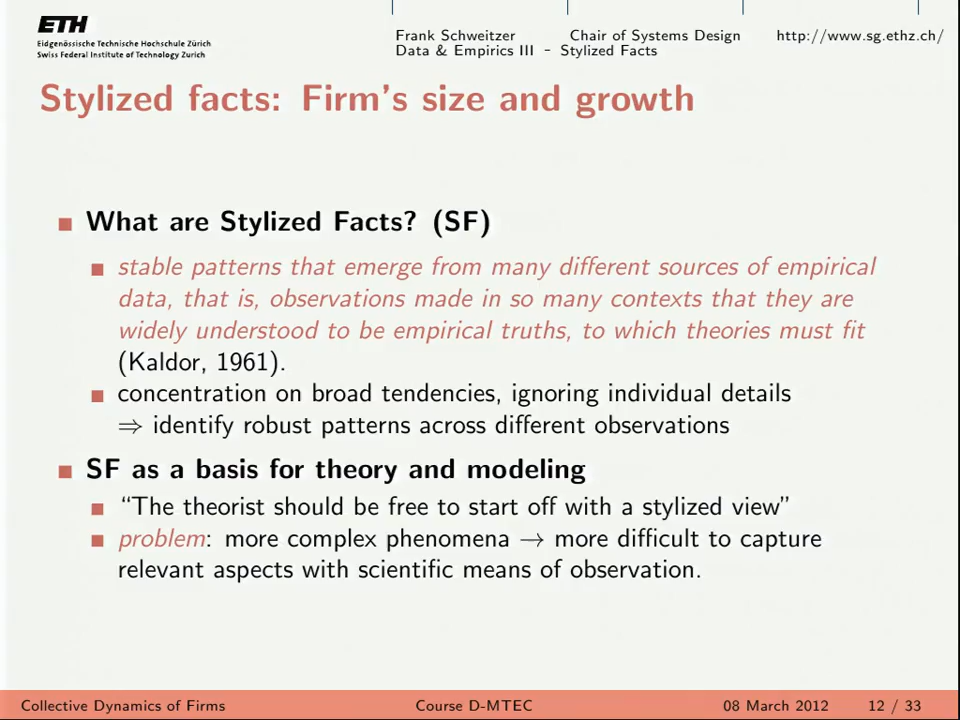 ETH
Eidgenössische Technische Hochschule Zürich
Swiss Federal Institute of Technology Zurich
Frank Schweitzer Chair of Systems Design http://www.sg.ethz.ch/
Data & Empirics III - Stylized Facts
Stylized facts: Firm's size and growth
What are Stylized Facts? (SF)
stable patterns that emerge from many different sources of empirical
data, that is, observations made in so many contexts that they are
widely understood to be empirical truths, to which theories must fit
(Kaldor, 1961).
concentration on broad tendencies, ignoring individual details
⇒ identify robust patterns across different observations
SF as a basis for theory and modeling
“The theorist should be free to start off with a stylized view”
problem: more complex phenomena → more difficult to capture
relevant aspects with scientific means of observation.
Collective Dynamics of Firms Course D-MTEC 08 March 2012 12 / 33